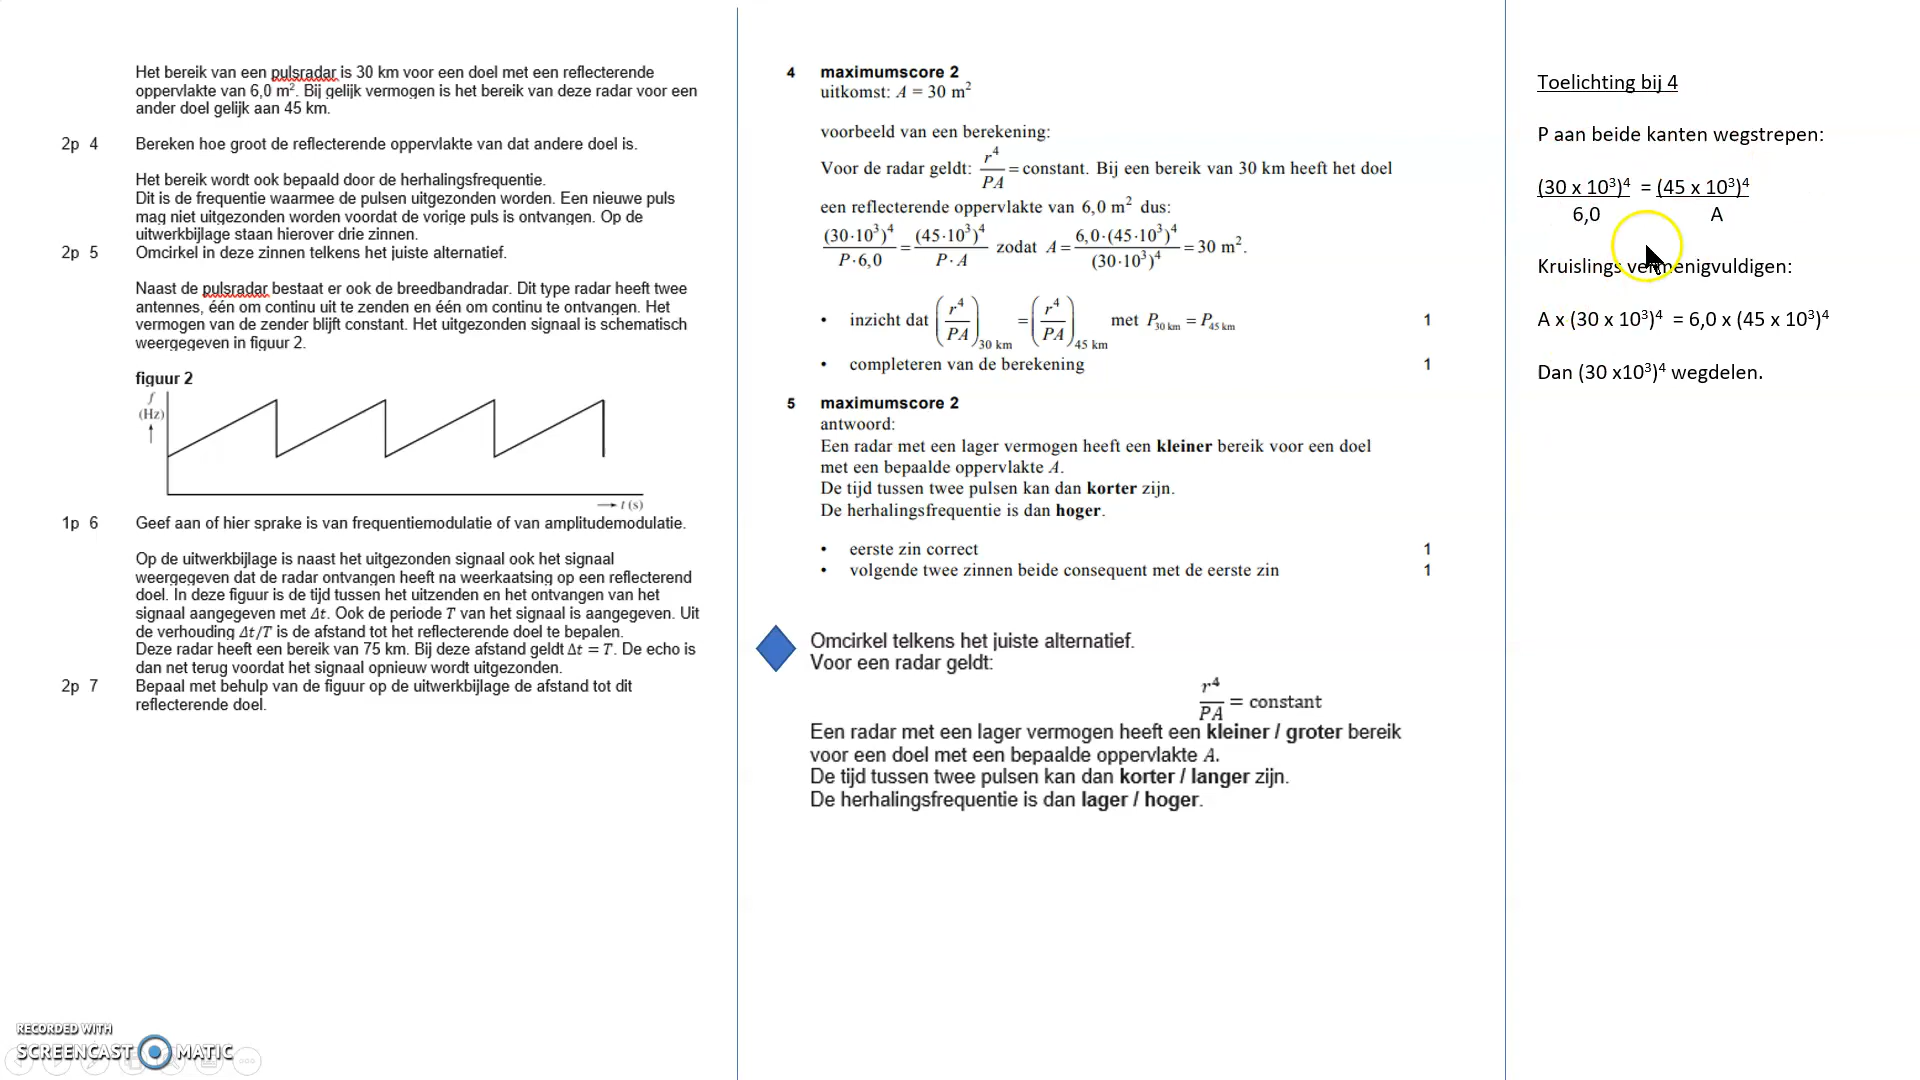 Het bereik van een pulsradar is 30 km voor een doel met een reflecterende
oppervlakte van 6,0 m². Bij gelijk vermogen is het bereik van deze radar voor een
ander doel gelijk aan 45 km.
2p 4 Bereken hoe groot de reflecterende oppervlakte van dat andere doel is.
Het bereik wordt ook bepaald door de herhalingsfrequentie.
Dit is de frequentie waarmee de pulsen uitgezonden worden. Een nieuwe puls
mag niet uitgezonden worden voordat de vorige puls is ontvangen. Op de
uitwerkbijlage staan hierover drie zinnen.
2p 5 Omcirkel in deze zinnen telkens het juiste alternatief.
Naast de pulsradar bestaat er ook de breedbandradar. Dit type radar heeft twee
antennes, één om continu uit te zenden en één om continu te ontvangen. Het
vermogen van de zender blijft constant. Het uitgezonden signaal is schematisch
weergegeven in figuur 2.
figuur 2
f
(Hz)
t (s)
1p 6 Geef aan of hier sprake is van frequentiemodulatie of van amplitudemodulatie.
Op de uitwerkbijlage is naast het uitgezonden signaal ook het signaal
weergegeven dat de radar ontvangen heeft na weerkaatsing op een reflecterend
doel. In deze figuur is de tijd tussen het uitzenden en het ontvangen van het
signaal aangegeven met Δt. Ook de periode T van het signaal is aangegeven. Uit
de verhouding Δt/T is de afstand tot het reflecterende doel te bepalen.
Deze radar heeft een bereik van 75 km. Bij deze afstand geldt Δt = T. De echo is
dan net terug voordat het signaal opnieuw wordt uitgezonden.
2p 7 Bepaal met behulp van de figuur op de uitwerkbijlage de afstand tot dit
reflecterende doel.
4 maximumscore 2
uitkomst: A = 30 m²
voorbeeld van een berekening:
Voor de radar geldt: r⁴/PA = constant. Bij een bereik van 30 km heeft het doel
een reflecterende oppervlakte van 6,0 m² dus:
(30·10³)⁴/P·6,0 = (45·10³)⁴/P·A zodat A = 6,0·(45·10³)⁴/(30·10³)⁴ = 30 m².
• inzicht dat (r⁴/PA)30 km = (r⁴/PA)45 km met P30 km = P45 km 1
• completeren van de berekening 1
5 maximumscore 2
antwoord:
Een radar met een lager vermogen heeft een kleiner bereik voor een doel
met een bepaalde oppervlakte A.
De tijd tussen twee pulsen kan dan korter zijn.
De herhalingsfrequentie is dan hoger.
• eerste zin correct 1
• volgende twee zinnen beide consequent met de eerste zin 1
Omcirkel telkens het juiste alternatief.
Voor een radar geldt:
r⁴/PA = constant
Een radar met een lager vermogen heeft een kleiner / groter bereik
voor een doel met een bepaalde oppervlakte A.
De tijd tussen twee pulsen kan dan korter / langer zijn.
De herhalingsfrequentie is dan lager / hoger.
Toelichting bij 4
P aan beide kanten wegstrepen:
(30 x 10³)⁴ = (45 x 10³)⁴
6,0 A
Kruislings vermenigvuldigen:
A x (30 x 10³)⁴ = 6,0 x (45 x 10³)⁴
Dan (30 x10³)⁴ wegdelen.
RECORDED WITH
SCREENCAST MATIC